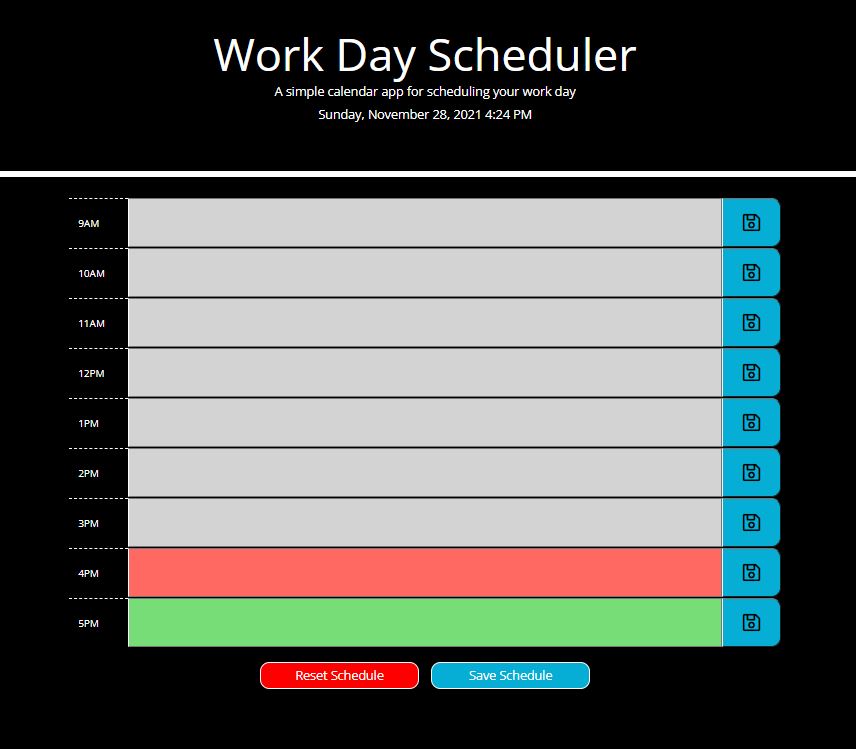 Work Day Scheduler
A simple calendar app for scheduling your work day
Sunday, November 28, 2021 4:24 PM
9AM
10AM
11AM
12PM
1PM
2PM
3PM
4PM
5PM
Reset Schedule Save Schedule